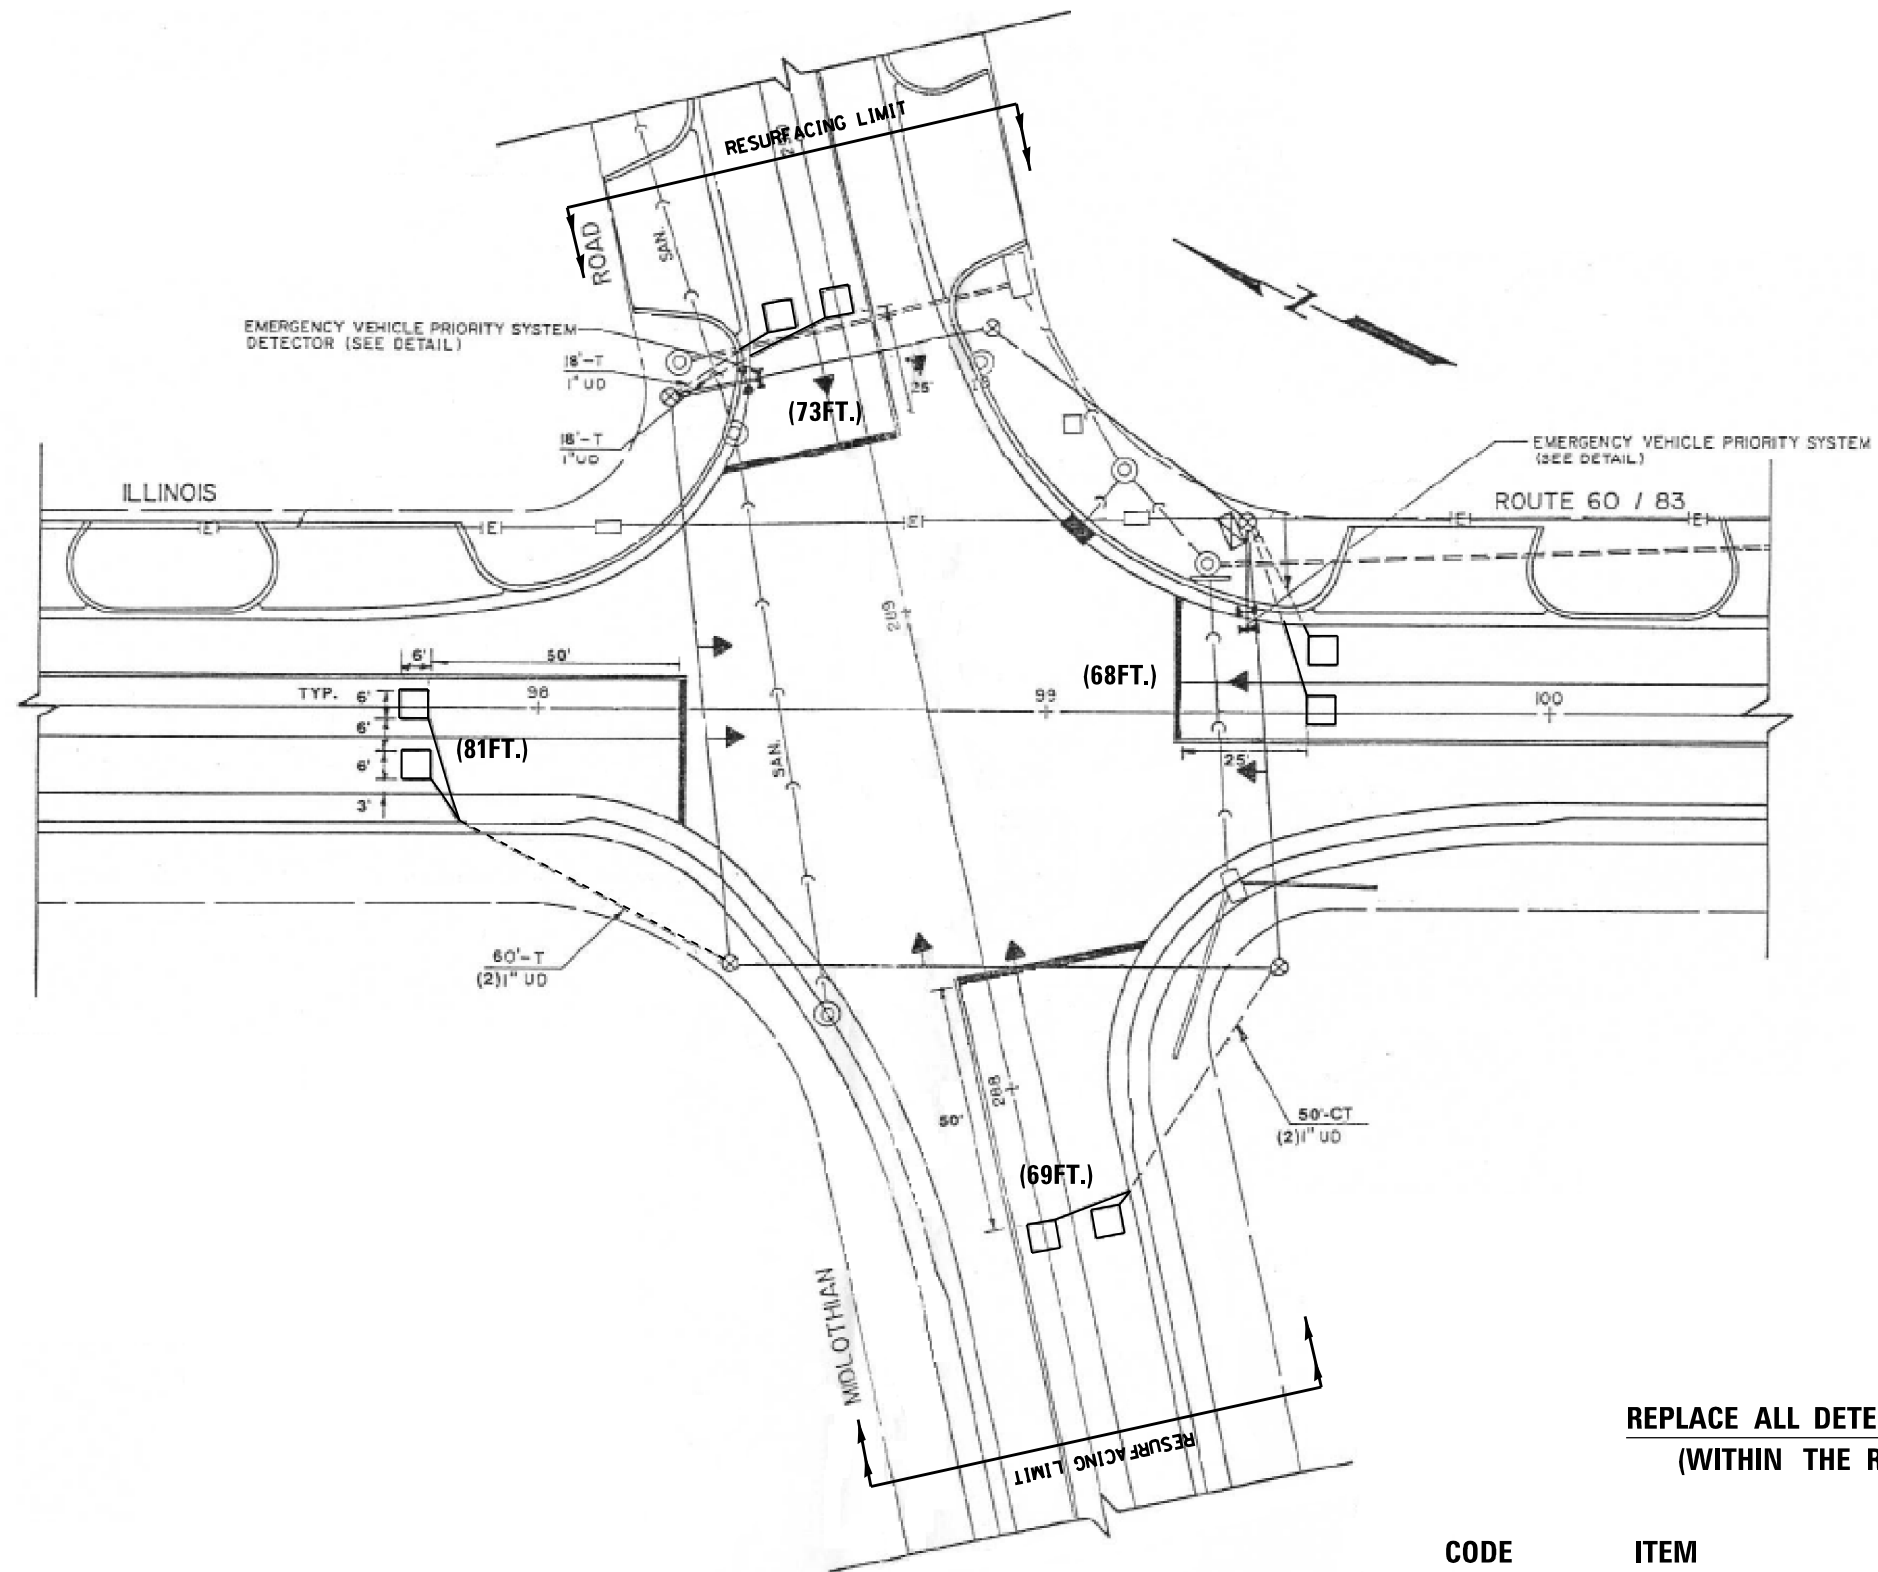 RESURFACING LIMIT
ROAD
SAN.
EMERGENCY VEHICLE PRIORITY SYSTEM
DETECTOR (SEE DETAIL)
18'-T
1" UD
18'-T
1" UD
25'
(73FT.)
Z
EMERGENCY VEHICLE PRIORITY SYSTEM
(SEE DETAIL)
ILLINOIS
ROUTE 60 / 83
E
E
E
E
E
289
6'
50'
TYP.
6'
98
6'
6'
3'
(81FT.)
(68FT.)
99
100
25'
SAN.
60'-T
(2)1" UD
288
50'
50'-CT
(2)1" UD
(69FT.)
MIDLOTHIAN
RESURFACING LIMIT
REPLACE ALL DETE
(WITHIN THE R
CODE ITEM